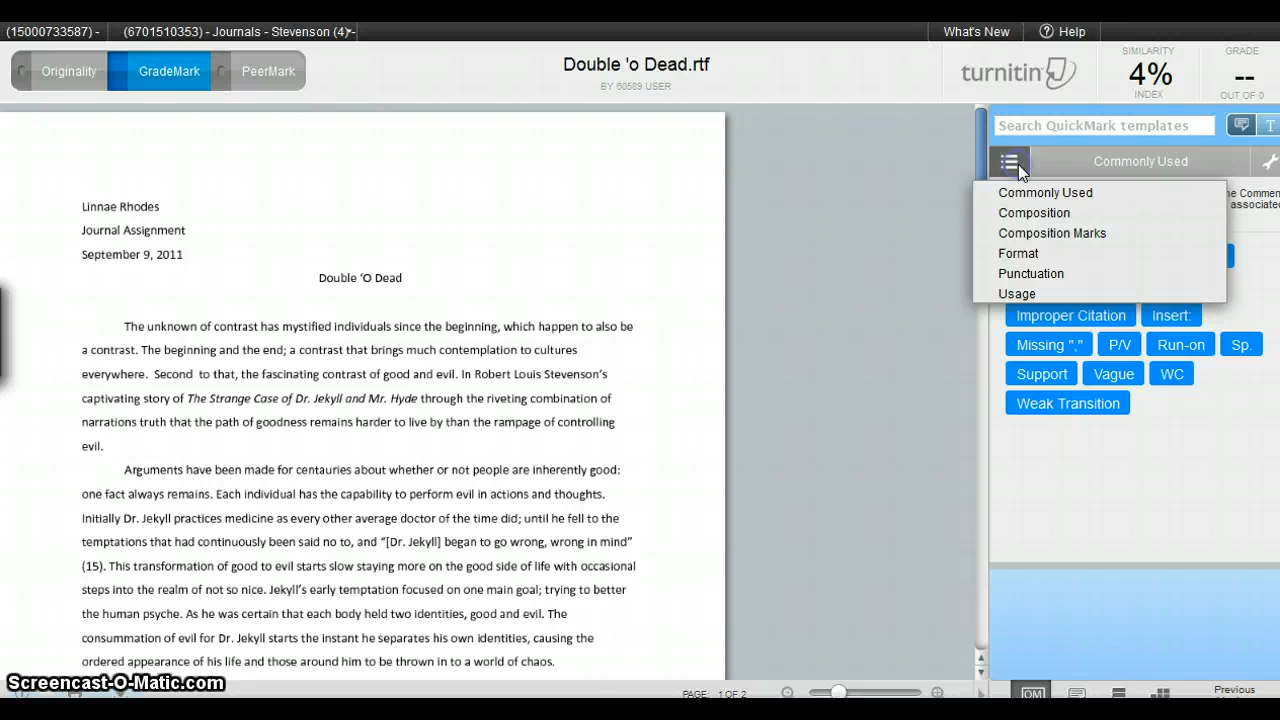 (15000733587) - (6701510353) - Journals - Stevenson (4) - What's New ? Help
Originality GradeMark PeerMark
Double 'o Dead.rtf
BY 60589 USER
turnitin
SIMILARITY
4%
INDEX
GRADE
--
OUT OF 0
Search QuickMark templates T
Commonly Used
Commonly Used
Composition
Composition Marks
Format
Punctuation
Usage
he Commen
associated
Improper Citation Insert:
Missing "," P/V Run-on Sp.
Support Vague WC
Weak Transition
Linnae Rhodes
Journal Assignment
September 9, 2011
Double ‘O Dead
The unknown of contrast has mystified individuals since the beginning, which happen to also be
a contrast. The beginning and the end; a contrast that brings much contemplation to cultures
everywhere. Second to that, the fascinating contrast of good and evil. In Robert Louis Stevenson’s
captivating story of The Strange Case of Dr. Jekyll and Mr. Hyde through the riveting combination of
narrations truth that the path of goodness remains harder to live by than the rampage of controlling
evil.
Arguments have been made for centauries about whether or not people are inherently good:
one fact always remains. Each individual has the capability to perform evil in actions and thoughts.
Initially Dr. Jekyll practices medicine as every other average doctor of the time did; until he fell to the
temptations that had continuously been said no to, and “[Dr. Jekyll] began to go wrong, wrong in mind”
(15). This transformation of good to evil starts slow staying more on the good side of life with occasional
steps into the realm of not so nice. Jekyll’s early temptation focused on one main goal; trying to better
the human psyche. As he was certain that each body held two identities, good and evil. The
consummation of evil for Dr. Jekyll starts the instant he separates his own identities, causing the
ordered appearance of his life and those around him to be thrown in to a world of chaos.
Screencast-O-Matic.com
PAGE: 1 OF 2
QM
Previous